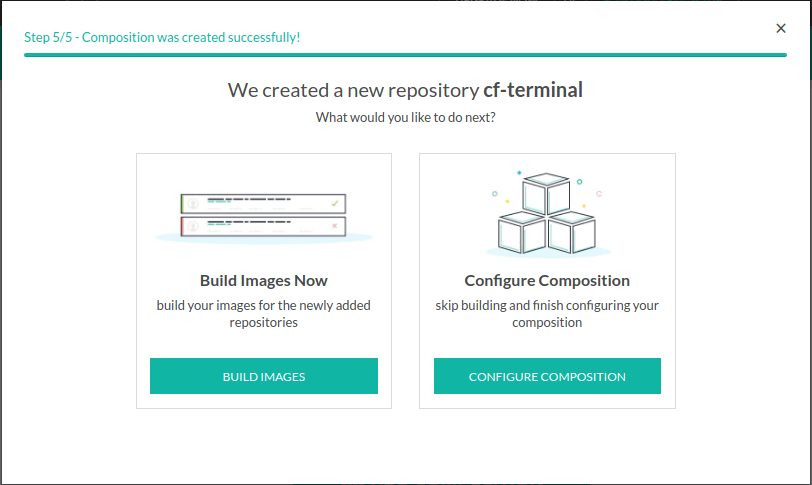 Step 5/5 - Composition was created successfully!
×
We created a new repository cf-terminal
What would you like to do next?
Build Images Now
build your images for the newly added
repositories
BUILD IMAGES
Configure Composition
skip building and finish configuring your
composition
CONFIGURE COMPOSITION